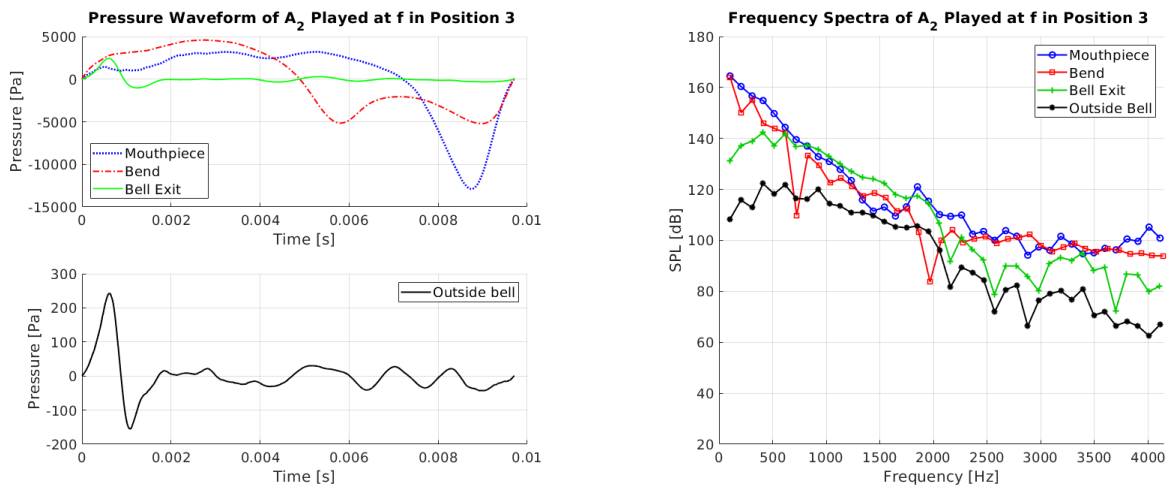 Pressure Waveform of A2 Played at f in Position 3
5000
0
-5000
-10000
-15000
Pressure [Pa]
Mouthpiece
Bend
Bell Exit
0
0.002
0.004
0.006
0.008
0.01
Time [s]
300
200
100
0
-100
-200
Pressure [Pa]
Outside bell
0
0.002
0.004
0.006
0.008
0.01
Time [s]
Frequency Spectra of A2 Played at f in Position 3
180
160
140
120
100
80
60
40
20
SPL [dB]
Mouthpiece
Bend
Bell Exit
Outside Bell
0
500
1000
1500
2000
2500
3000
3500
4000
Frequency [Hz]